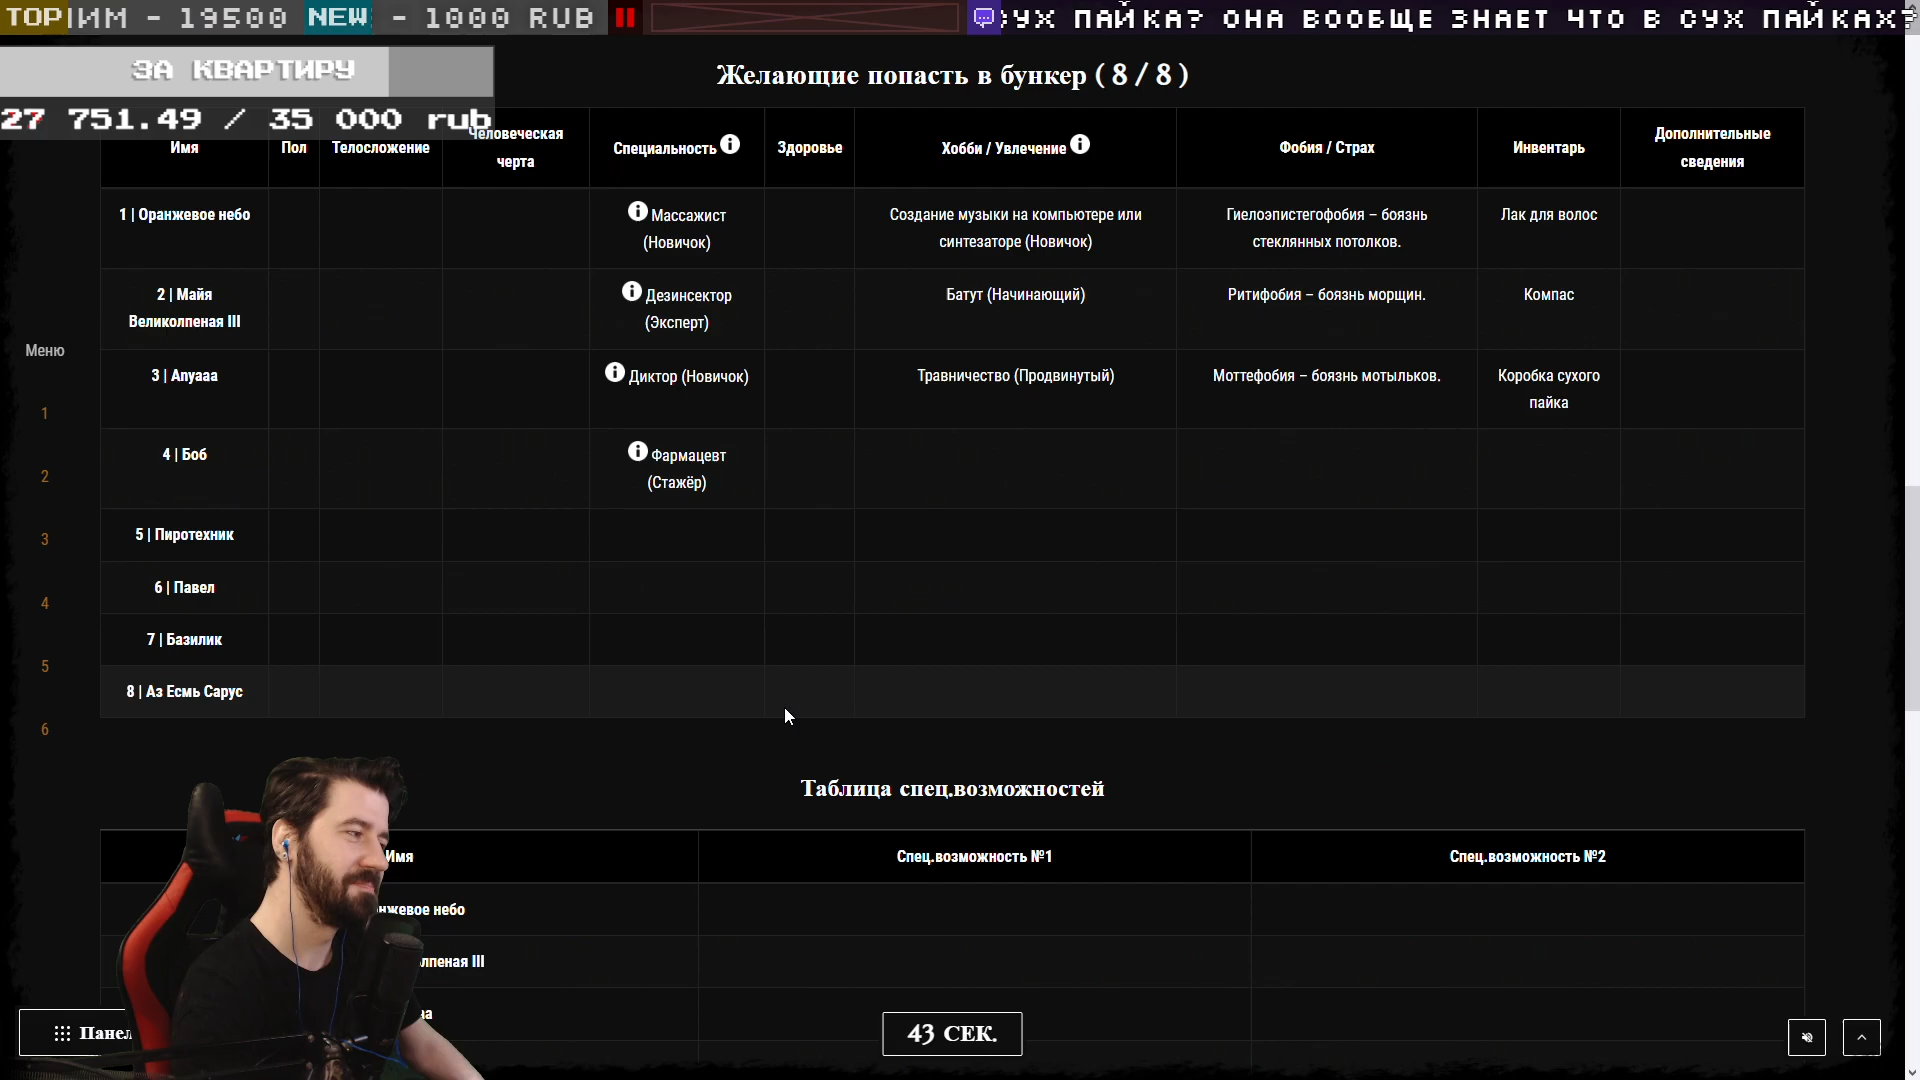 TOP
ИМ - 19500
NEW
- 1000 RUB
УХ ПАЙКА? ОНА ВООБЩЕ ЗНАЕТ ЧТО В СУХ ПАЙКАХ?
ЗА КВАРТИРУ
27 751.49 / 35 000 rub
Желающие попасть в бункер (8/8)
Имя
Пол
Телосложение
Человеческая
черта
Специальность
Здоровье
Хобби / Увлечение
Фобия / Страх
Инвентарь
Дополнительные
сведения
1 | Оранжевое небо
Массажист
(Новичок)
Создание музыки на компьютере или
синтезаторе (Новичок)
Гиелоэпистегофобия – боязнь
стеклянных потолков.
Лак для волос
2 | Майя
Великолпеная III
Дезинсектор
(Эксперт)
Батут (Начинающий)
Ритифобия – боязнь морщин.
Компас
3 | Anyaaa
Диктор (Новичок)
Травничество (Продвинутый)
Моттефобия – боязнь мотыльков.
Коробка сухого
пайка
4 | Боб
Фармацевт
(Стажёр)
5 | Пиротехник
6 | Павел
7 | Базилик
8 | Аз Есмь Сарус
Меню
1
2
3
4
5
6
Таблица спец.возможностей
Имя
Спец.возможность №1
Спец.возможность №2
нжевое небо
лпеная III
аа
Панел
43 СЕК.